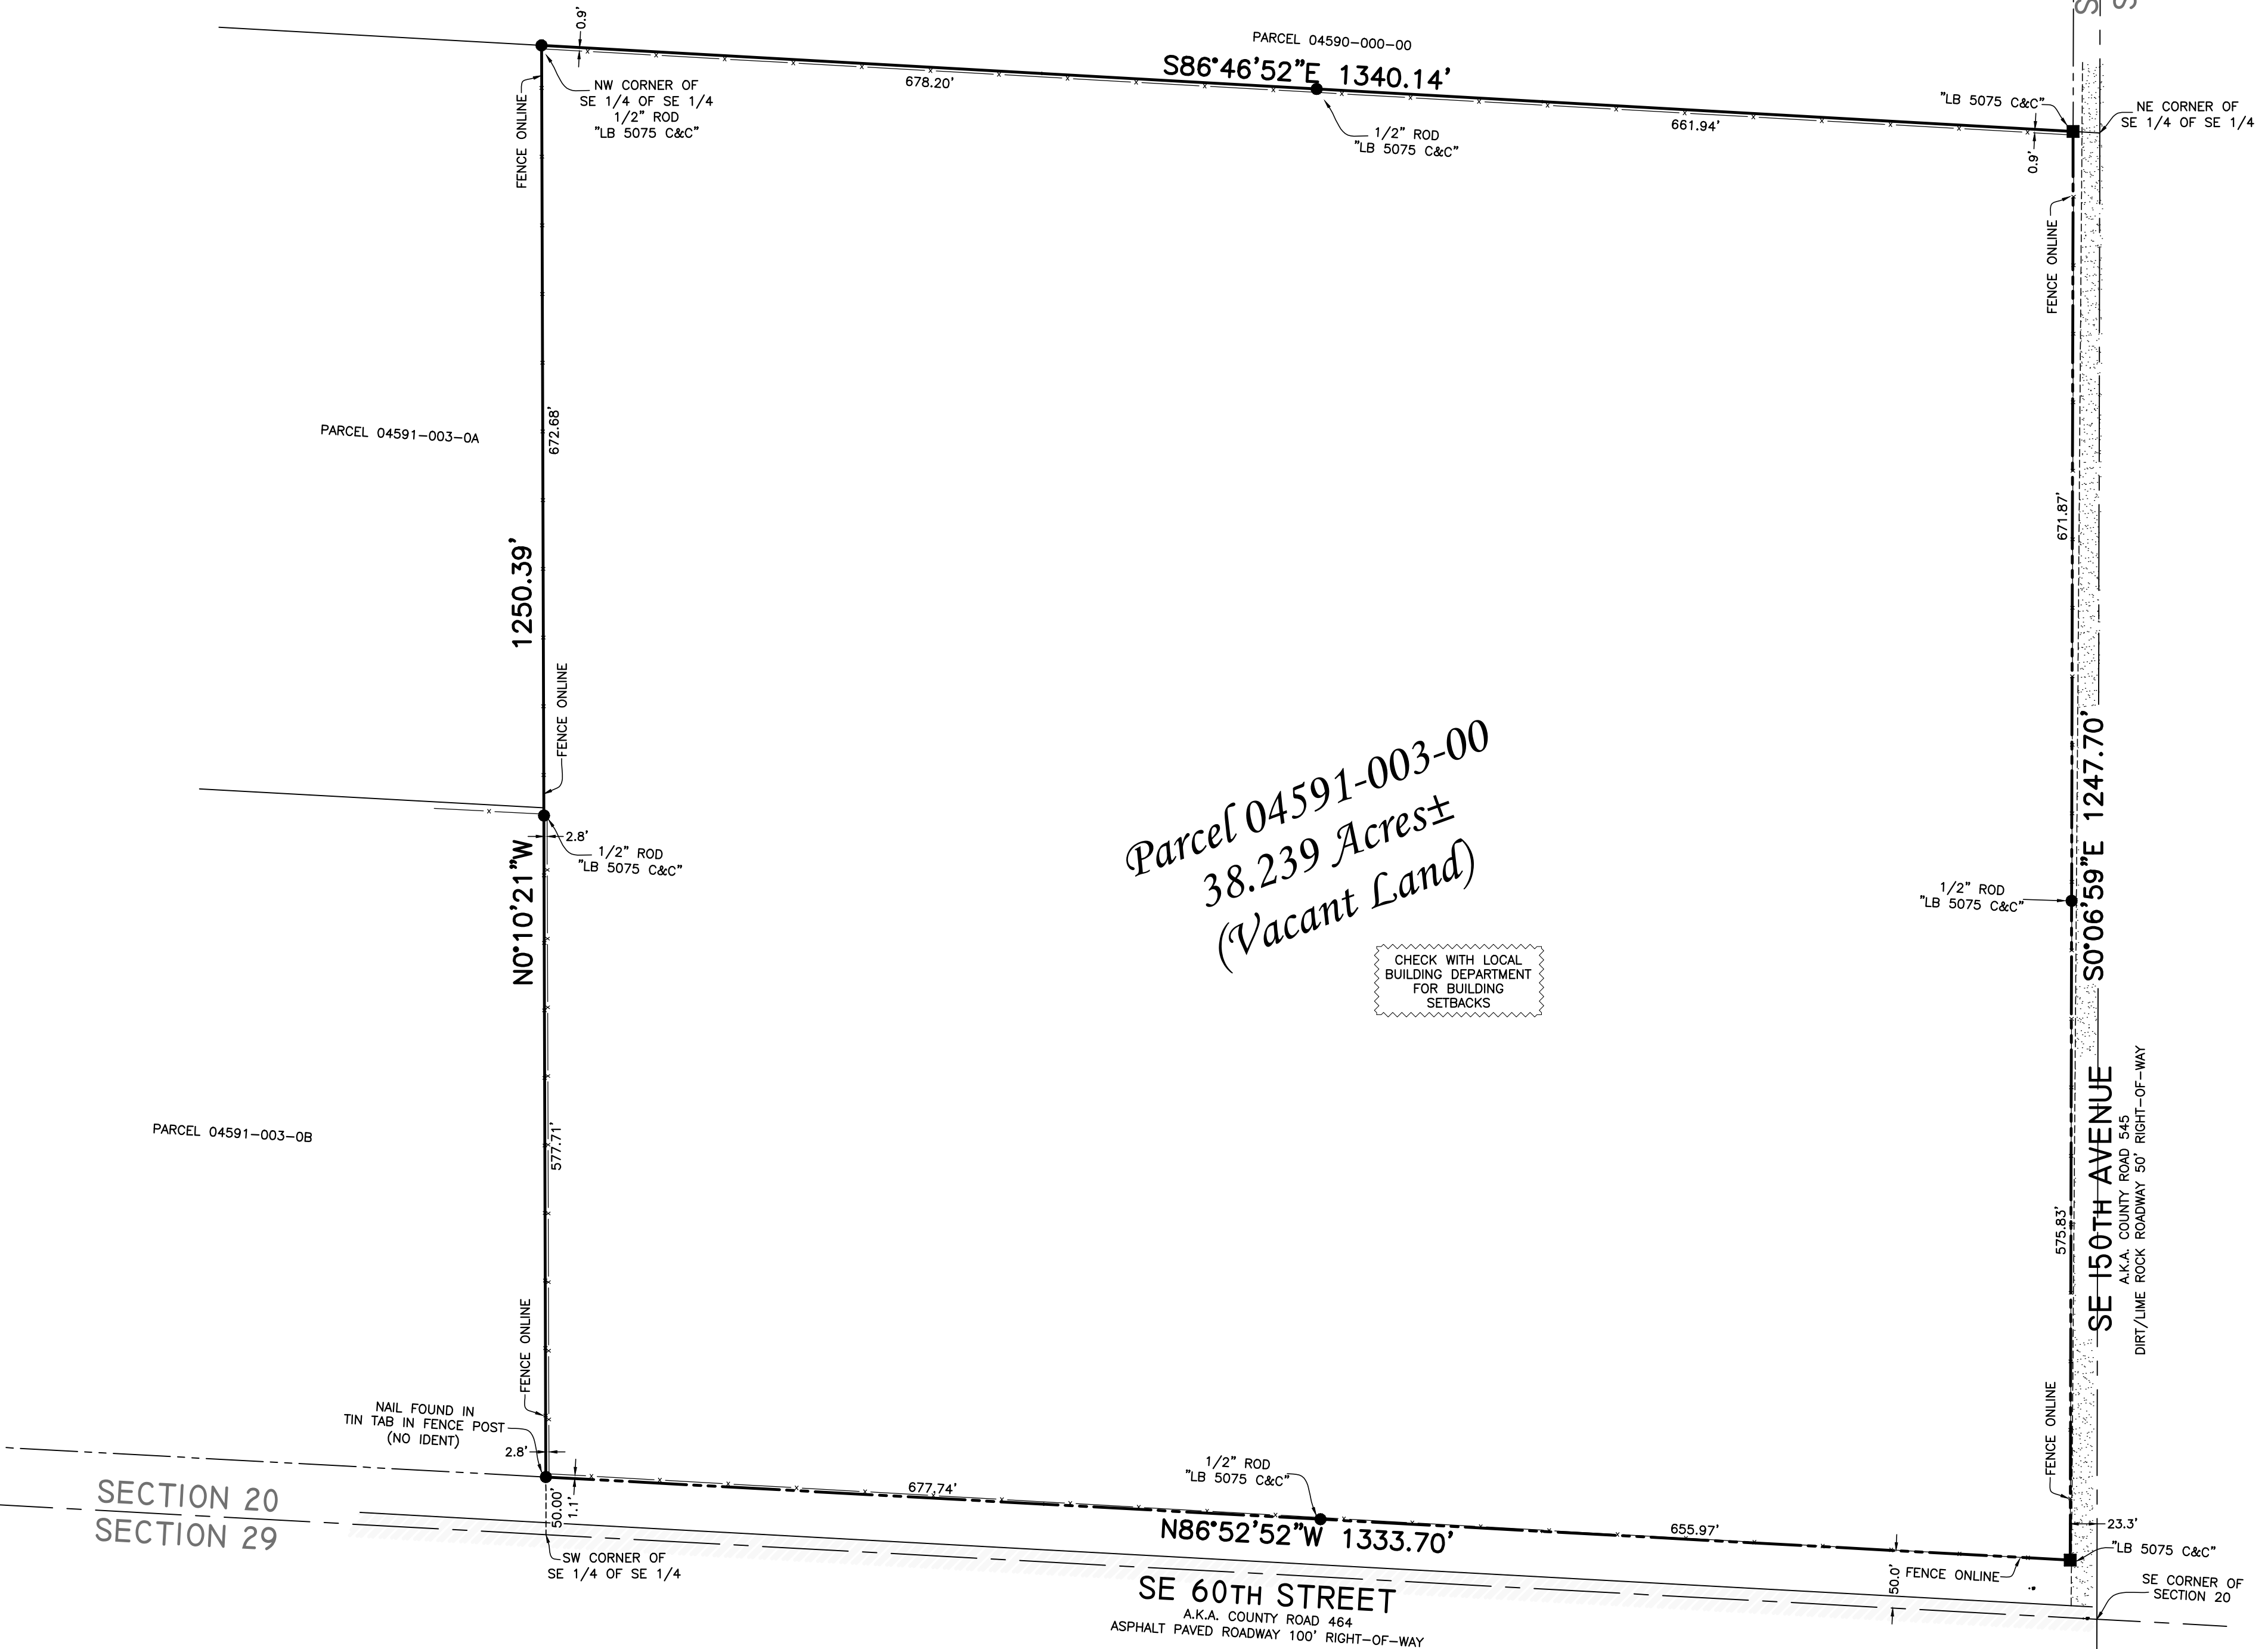 0.9'
PARCEL 04590-000-00
S86°46'52"E 1340.14'
678.20'
661.94'
NW CORNER OF
SE 1/4 OF SE 1/4
1/2" ROD
"LB 5075 C&C"
1/2" ROD
"LB 5075 C&C"
"LB 5075 C&C"
NE CORNER OF
SE 1/4 OF SE 1/4
0.9'
FENCE ONLINE
FENCE ONLINE
PARCEL 04591-003-0A
672.68'
671.87'
1250.39'
FENCE ONLINE
N0°10'21"W
2.8'
1/2" ROD
"LB 5075 C&C"
Parcel 04591-003-00
38.239 Acres±
(Vacant Land)
CHECK WITH LOCAL
BUILDING DEPARTMENT
FOR BUILDING
SETBACKS
1/2" ROD
"LB 5075 C&C"
S0°06'59"E 1247.70'
PARCEL 04591-003-0B
577.71'
575.83'
SE 150TH AVENUE
A.K.A. COUNTY ROAD 545
DIRT/LIME ROCK ROADWAY 50' RIGHT-OF-WAY
FENCE ONLINE
FENCE ONLINE
NAIL FOUND IN
TIN TAB IN FENCE POST
(NO IDENT)
2.8'
50.00'
1.1'
677.74'
1/2" ROD
"LB 5075 C&C"
N86°52'52"W 1333.70'
655.97'
23.3'
"LB 5075 C&C"
FENCE ONLINE
50.0'
SE CORNER OF
SECTION 20
SECTION 20
SECTION 29
SW CORNER OF
SE 1/4 OF SE 1/4
SE 60TH STREET
A.K.A. COUNTY ROAD 464
ASPHALT PAVED ROADWAY 100' RIGHT-OF-WAY